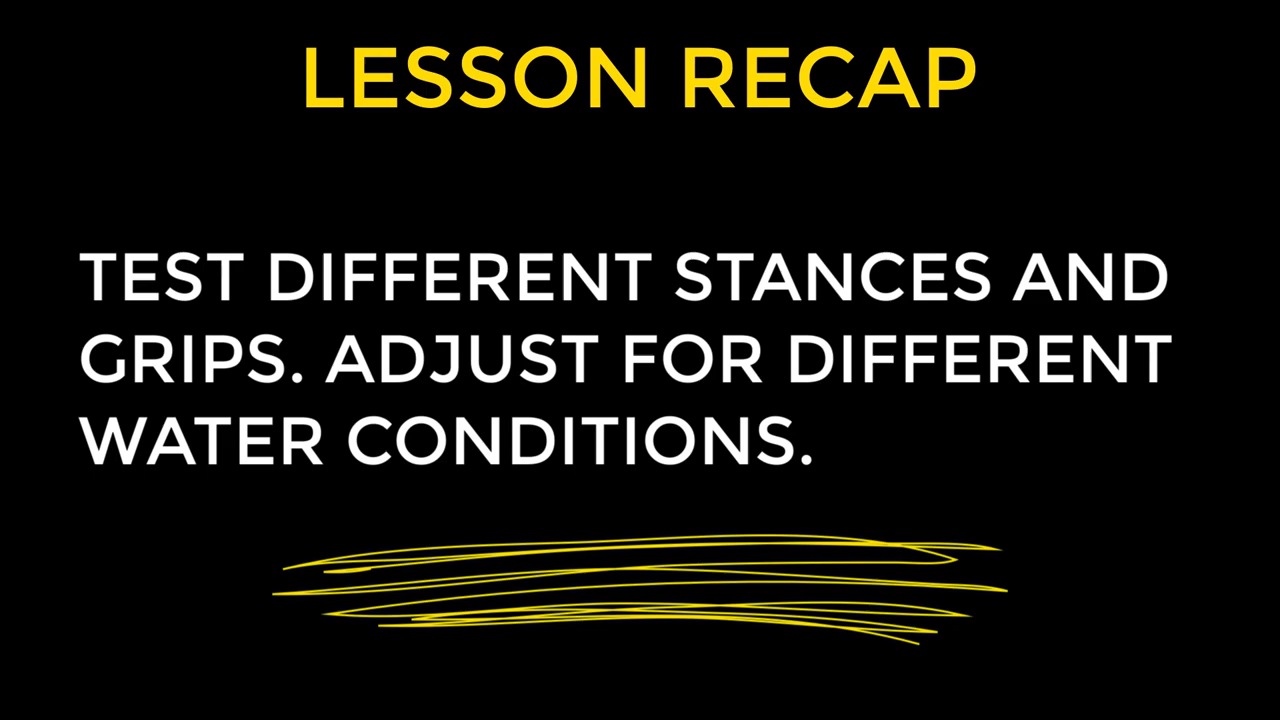 LESSON RECAP
TEST DIFFERENT STANCES AND
GRIPS. ADJUST FOR DIFFERENT
WATER CONDITIONS.